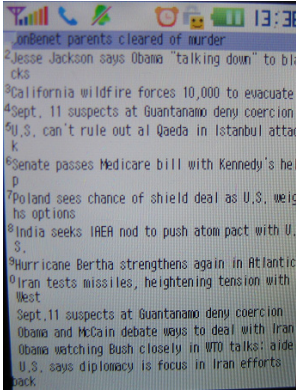 13:3
onBenet parents cleared of murder
2Jesse Jackson says Obama "talking down" to bla
cks
3California wildfire forces 10,000 to evacuate
4Sept. 11 suspects at Guantanamo deny coercion
5U.S. can't rule out al Qaeda in Istanbul attac
k
6Senate passes Medicare bill with Kennedy's hel
p
7Poland sees chance of shield deal as U.S. weig
hs options
8India seeks IAEA nod to push atom pact with U.
S.
9Hurricane Bertha strengthens again in Atlantic
0Iran tests missiles, heightening tension with
West
Sept.11 suspects at Guantanamo deny coercion
Obama and McCain debate ways to deal with Iran
Obama watching Bush closely in WTO talks: aide
U.S. says diplomacy is focus in Iran efforts
back